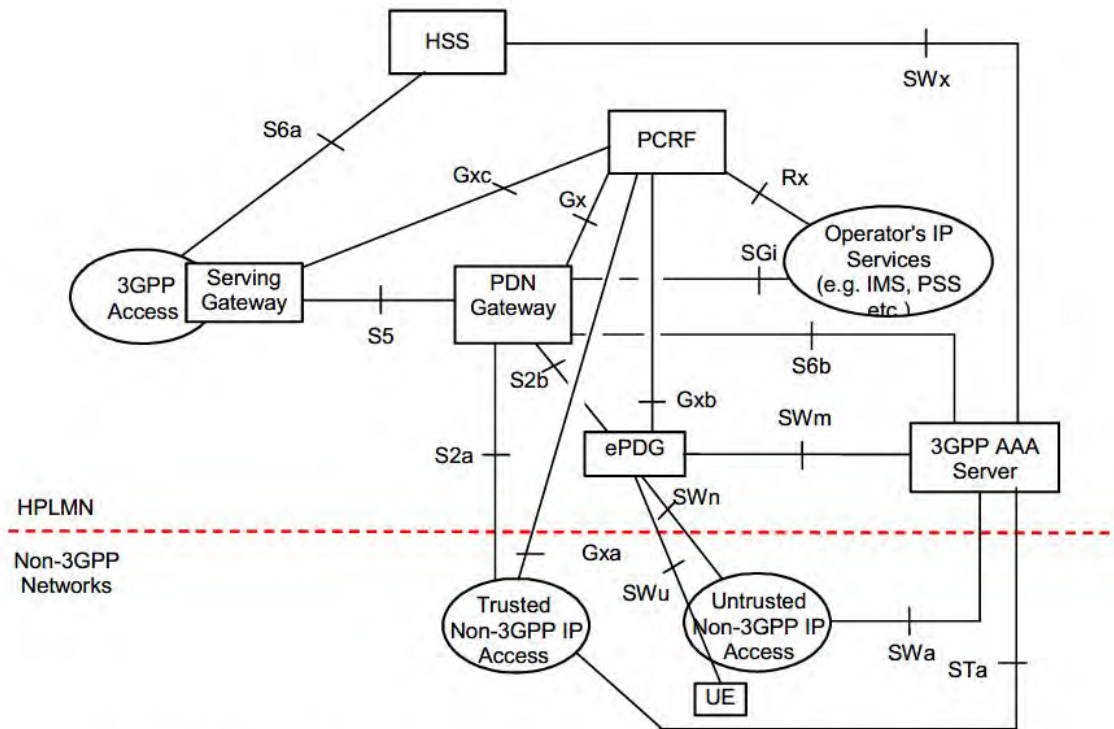 HSS
SWx
S6a
PCRF
Gxc
Gx
Rx
Operator's IP
Services
(e.g. IMS, PSS
etc.)
SGi
3GPP
Access
Serving
Gateway
PDN
Gateway
S5
S2b
S6b
Gxb
SWm
S2a
ePDG
3GPP AAA
Server
SWn
HPLMN
Non-3GPP
Networks
Gxa
SWu
Trusted
Non-3GPP IP
Access
Untrusted
Non-3GPP IP
Access
SWa
STa
UE